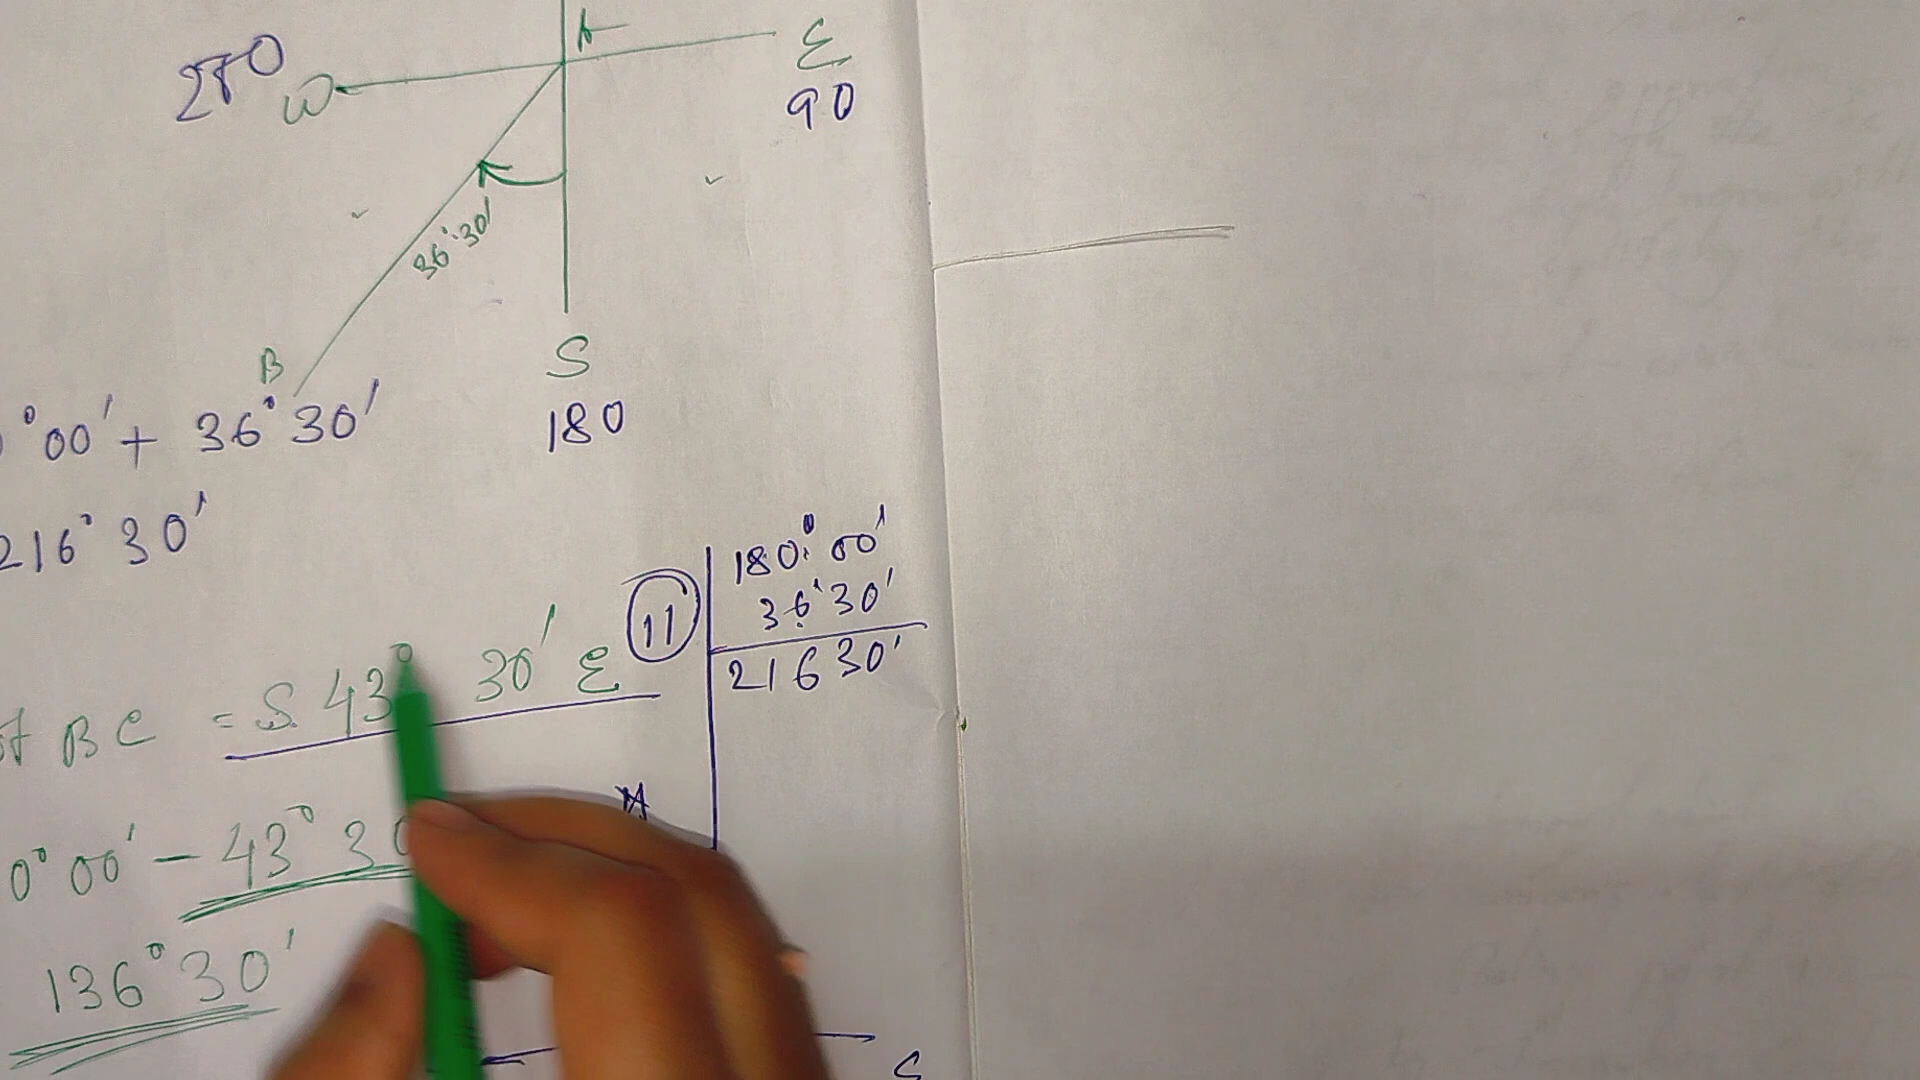 A
270 W
E
90
36°30'
B
S
180
°00' + 36° 30'
216° 30'
180° 00'
36° 30'
216 30'
11
BC = S. 43° 30' E
A
0° 00' - 43° 30
136° 30'